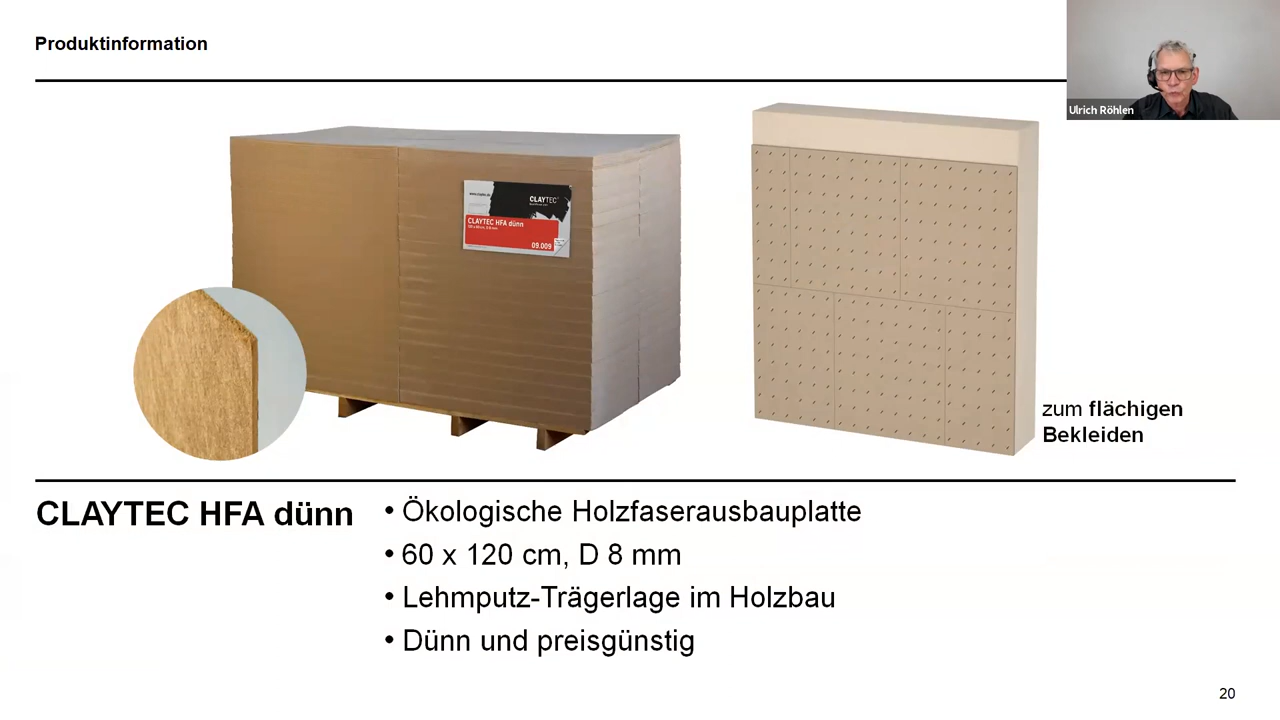 Produktinformation
Ulrich Röhlen
CLAYTEC
CLAYTEC HFA dünn
09.009
zum flächigen
Bekleiden
CLAYTEC HFA dünn
• Ökologische Holzfaserausbauplatte
• 60 x 120 cm, D 8 mm
• Lehmputz-Trägerlage im Holzbau
• Dünn und preisgünstig
20